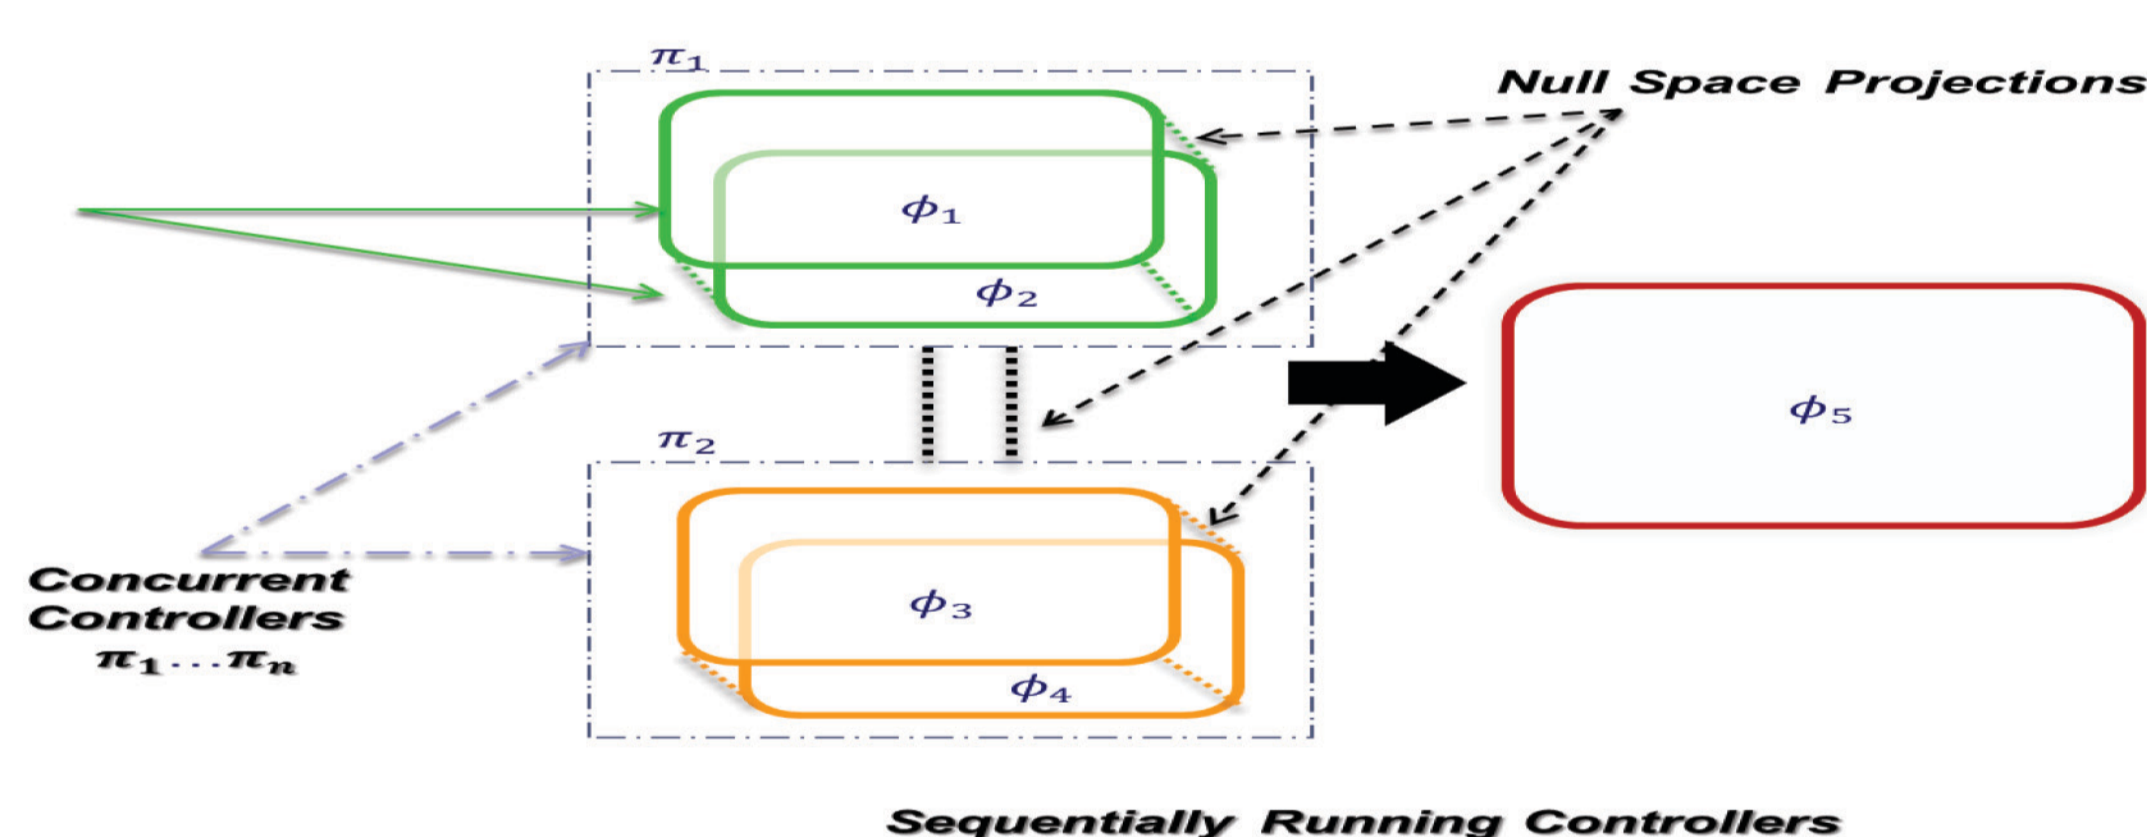 π₁
Null Space Projections
ϕ₁
ϕ₂
ϕ₅
π₂
Concurrent
Controllers
π₁...πₙ
ϕ₃
ϕ₄
Sequentially Running Controllers